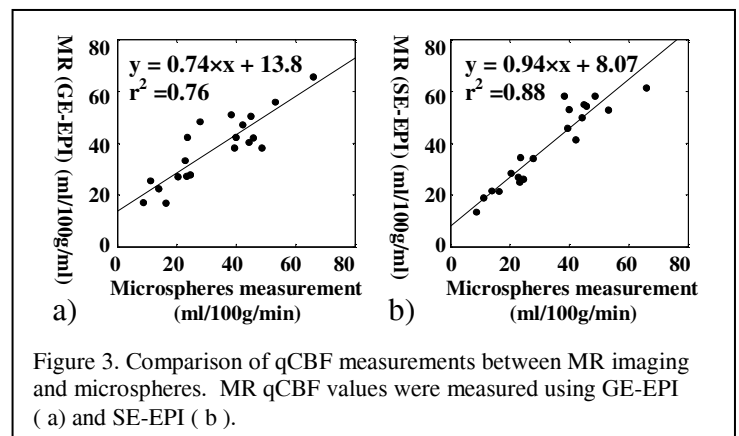 80
60
40
20
0
MR (GE-EPI) (ml/100g/ml)
y = 0.74×x + 13.8
r² =0.76
0 20 40 60 80
Microspheres measurement
(ml/100g/min)
a)
80
60
40
20
0
MR (SE-EPI) (ml/100g/ml)
y = 0.94×x + 8.07
r² =0.88
0 20 40 60 80
Microspheres measurement
(ml/100g/min)
b)
Figure 3. Comparison of qCBF measurements between MR imaging
and microspheres. MR qCBF values were measured using GE-EPI
( a) and SE-EPI ( b ).